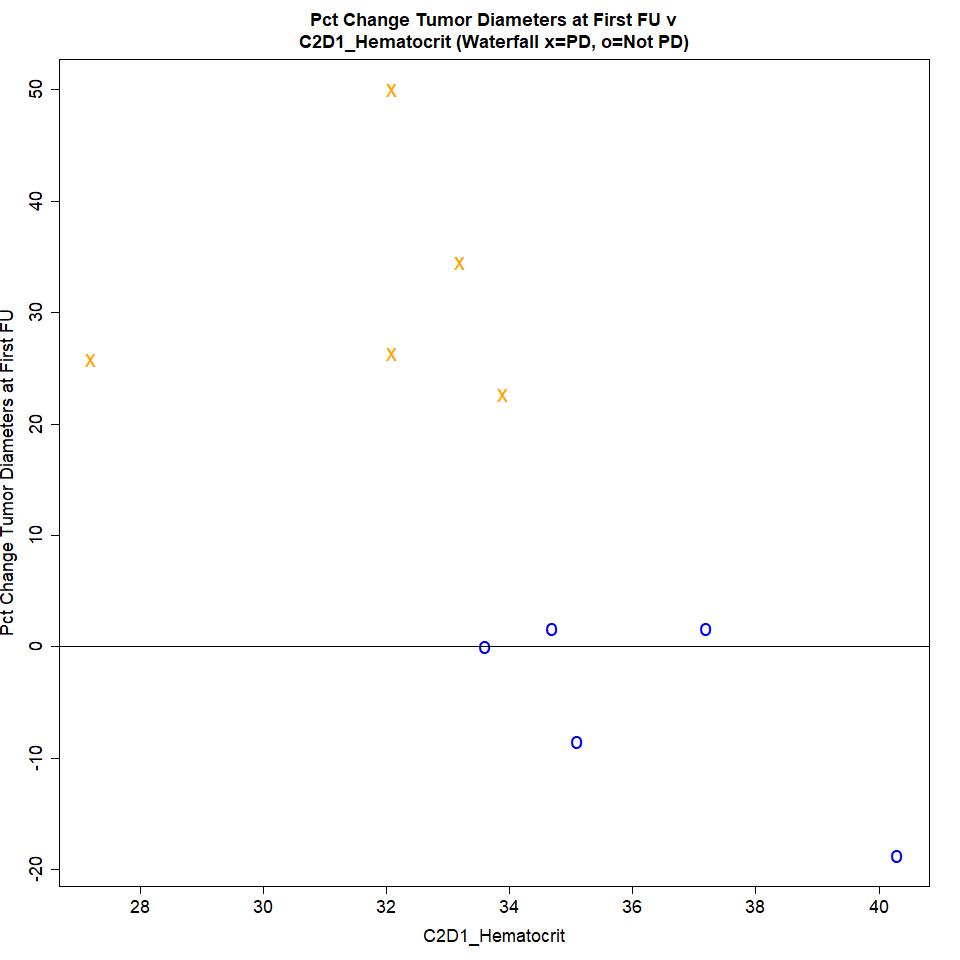 Pct Change Tumor Diameters at First FU v
C2D1_Hematocrit (Waterfall x=PD, o=Not PD)
Pct Change Tumor Diameters at First FU
50
40
30
20
10
0
-10
-20
X
X
X
X
X
O
O
O
O
O
28 30 32 34 36 38 40
C2D1_Hematocrit